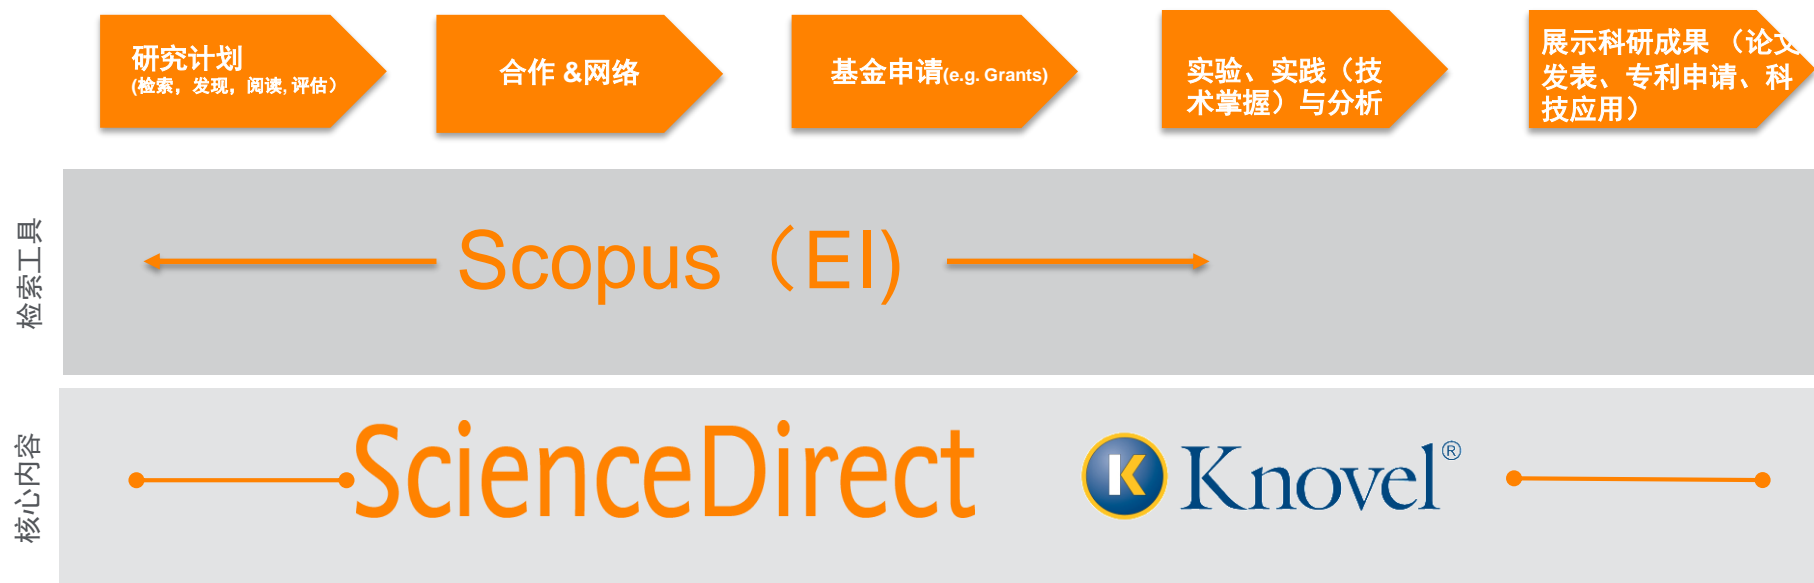 研究计划
(检索，发现，阅读, 评估）
合作 &网络
基金申请(e.g. Grants)
实验、实践（技
术掌握）与分析
展示科研成果 （论文
发表、专利申请、科
技应用）
检索工具
Scopus（EI)
核心内容
ScienceDirect
K Knovel®